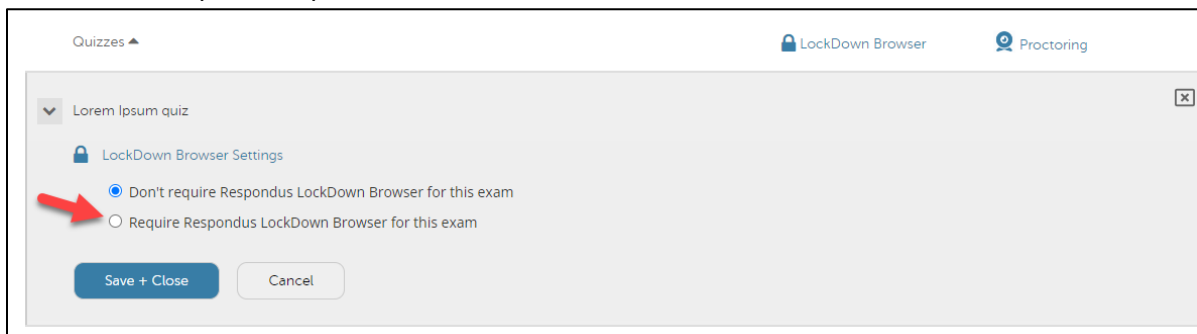 Quizzes LockDown Browser Proctoring
Lorem Ipsum quiz
LockDown Browser Settings
Don't require Respondus LockDown Browser for this exam
Require Respondus LockDown Browser for this exam
Save + Close Cancel